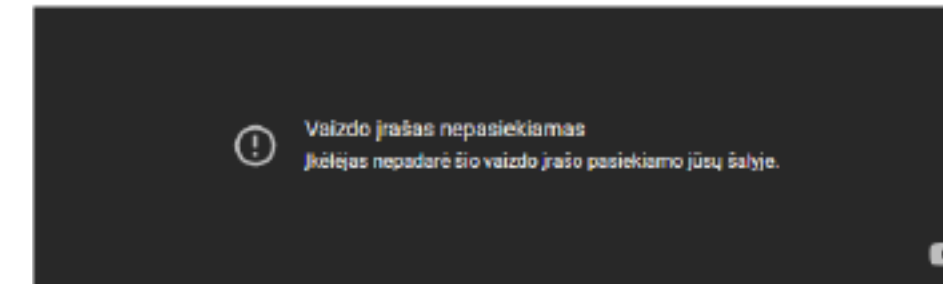 Vaizdo įrašas nepasiekiamas
Įkėlėjas nepadarė šio vaizdo įrašo pasiekiamo jūsų šalyje.